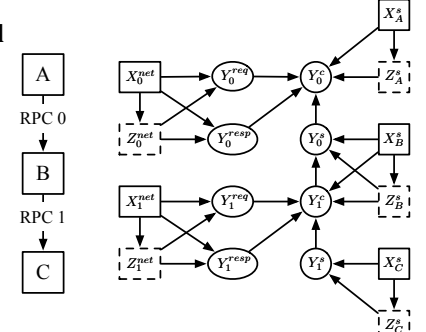 l
A
RPC 0
B
RPC 1
C
X_0^{net}
Z_0^{net}
Y_0^{req}
Y_0^{resp}
Y_0^c
Y_0^s
X_A^s
Z_A^s
X_B^s
Z_B^s
X_1^{net}
Z_1^{net}
Y_1^{req}
Y_1^{resp}
Y_1^c
Y_1^s
X_C^s
Z_C^s